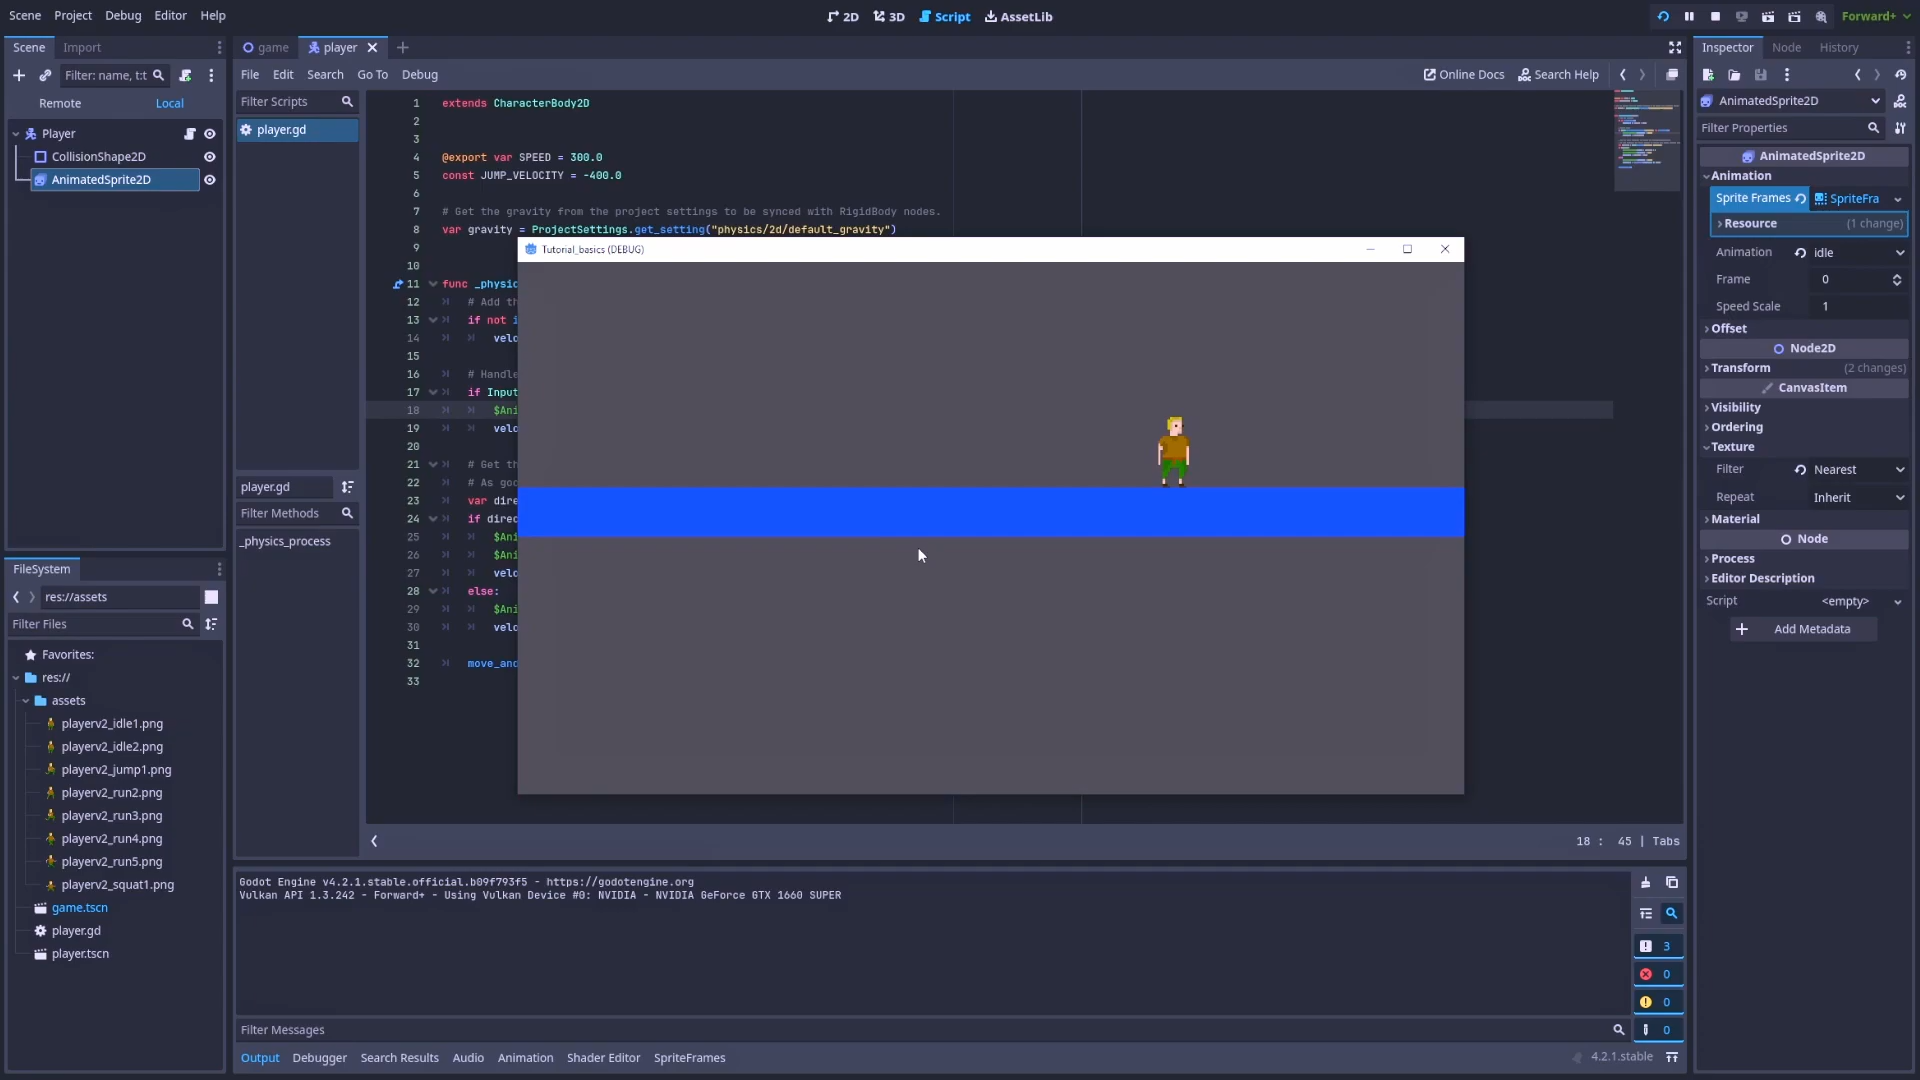 Scene Project Debug Editor Help
2D 3D Script AssetLib
Forward+
Scene Import
Filter: name, t:t
Remote Local
Player
CollisionShape2D
AnimatedSprite2D
game player
File Edit Search Go To Debug
Online Docs Search Help
Filter Scripts
player.gd
player.gd
Filter Methods
_physics_process
1 extends CharacterBody2D
2
3
4 @export var SPEED = 300.0
5 const JUMP_VELOCITY = -400.0
6
7 # Get the gravity from the project settings to be synced with RigidBody nodes.
8 var gravity = ProjectSettings.get_setting("physics/2d/default_gravity")
9
10
11 func _physic
12 # Add th
13 if not i
14 velo
15
16 # Handle
17 if Input
18 $Ani
19 velo
20
21 # Get th
22 # As goo
23 var dire
24 if direc
25 $Ani
26 $Ani
27 velo
28 else:
29 $Ani
30 velo
31
32 move_and
33
Tutorial_basics (DEBUG)
18 : 45 | Tabs
FileSystem
res://assets
Filter Files
Favorites:
res://
assets
playerv2_idle1.png
playerv2_idle2.png
playerv2_jump1.png
playerv2_run2.png
playerv2_run3.png
playerv2_run4.png
playerv2_run5.png
playerv2_squat1.png
game.tscn
player.gd
player.tscn
Godot Engine v4.2.1.stable.official.b09f793f5 - https://godotengine.org
Vulkan API 1.3.242 - Forward+ - Using Vulkan Device #0: NVIDIA - NVIDIA GeForce GTX 1660 SUPER
3
0
0
0
Filter Messages
Output Debugger Search Results Audio Animation Shader Editor SpriteFrames
4.2.1.stable
Inspector Node History
AnimatedSprite2D
Filter Properties
AnimatedSprite2D
Animation
Sprite Frames SpriteFra
Resource (1 change)
Animation idle
Frame 0
Speed Scale 1
Offset
Node2D
Transform (2 changes)
CanvasItem
Visibility
Ordering
Texture
Filter Nearest
Repeat Inherit
Material
Node
Process
Editor Description
Script <empty>
Add Metadata